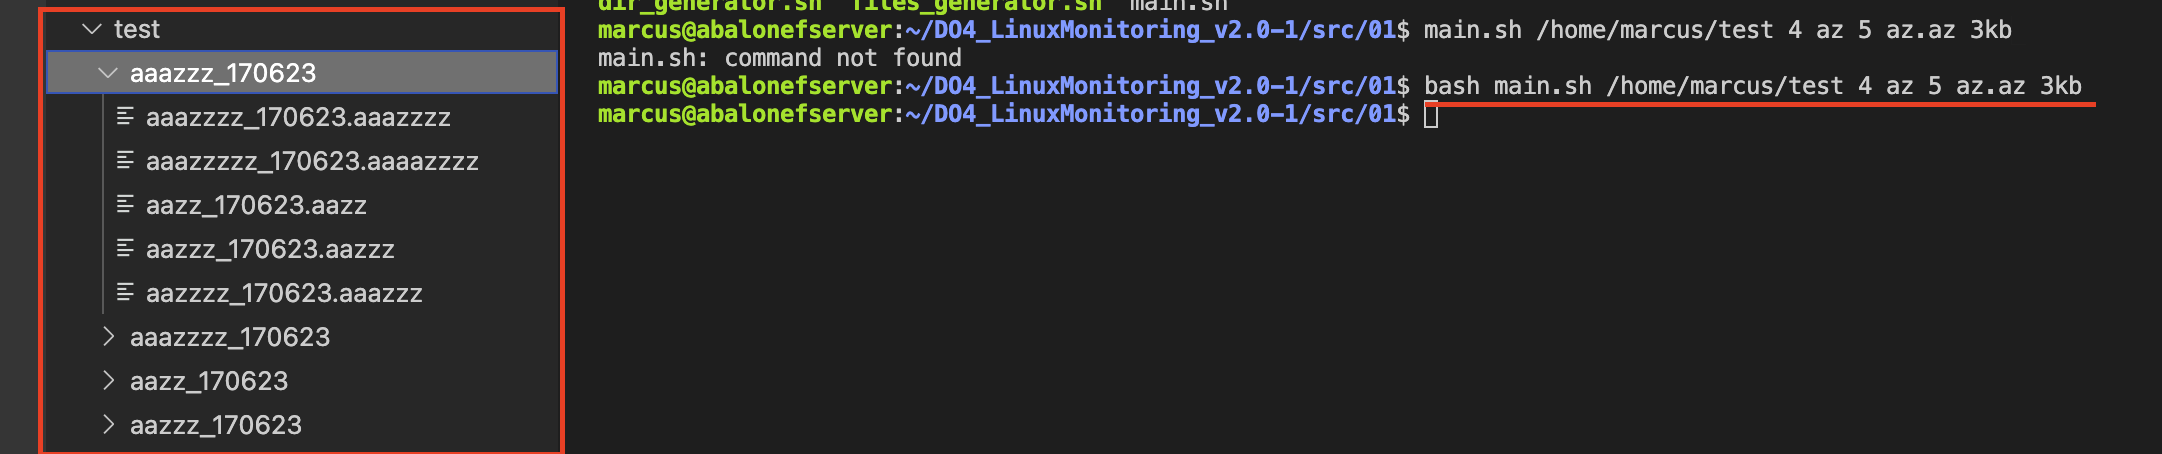 test
aaazzz_170623
aaazzzz_170623.aaazzzz
aaazzzzz_170623.aaaazzzz
aazz_170623.aazz
aazzz_170623.aazzz
aazzzz_170623.aaazzz
aaazzzz_170623
aazz_170623
aazzz_170623
dir_generator.sh files_generator.sh main.sh
marcus@abalonefserver:~/DO4_LinuxMonitoring_v2.0-1/src/01$ main.sh /home/marcus/test 4 az 5 az.az 3kb
main.sh: command not found
marcus@abalonefserver:~/DO4_LinuxMonitoring_v2.0-1/src/01$ bash main.sh /home/marcus/test 4 az 5 az.az 3kb
marcus@abalonefserver:~/DO4_LinuxMonitoring_v2.0-1/src/01$